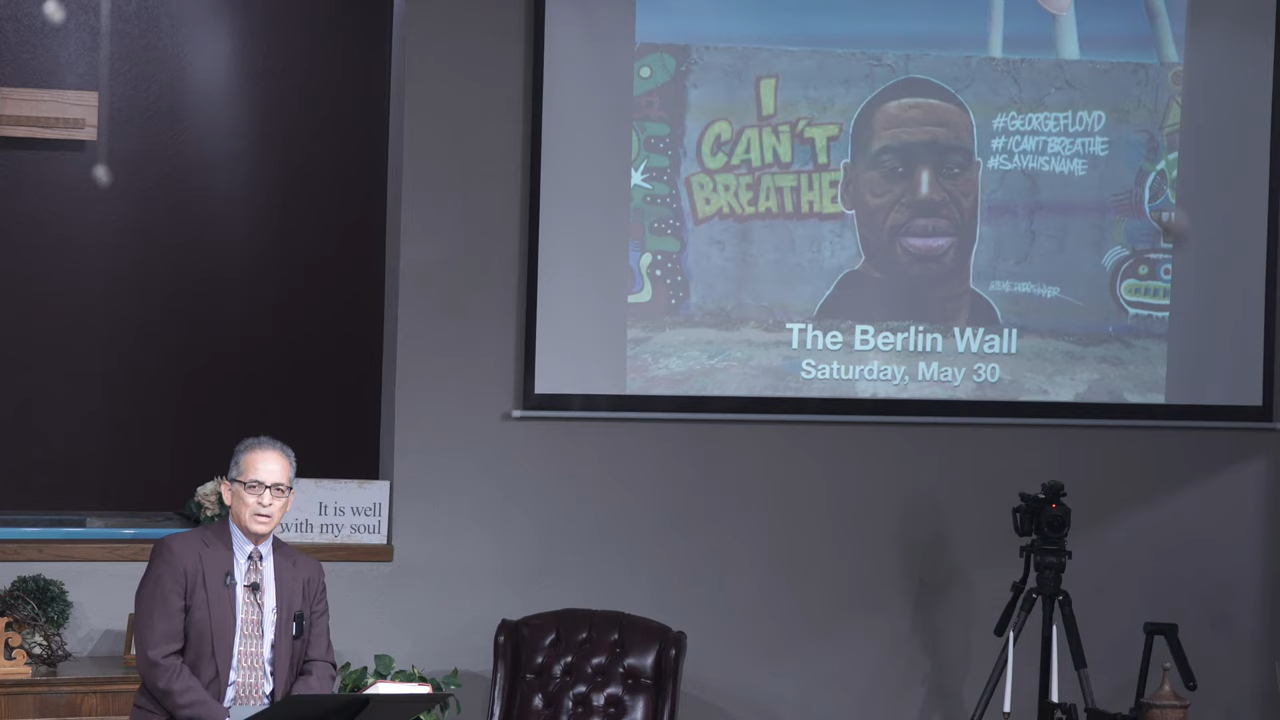 I
CAN'T
BREATHE
#GEORGEFLOYD
#ICANTBREATHE
#SAYHISNAME
The Berlin Wall
Saturday, May 30
It is well
with my soul